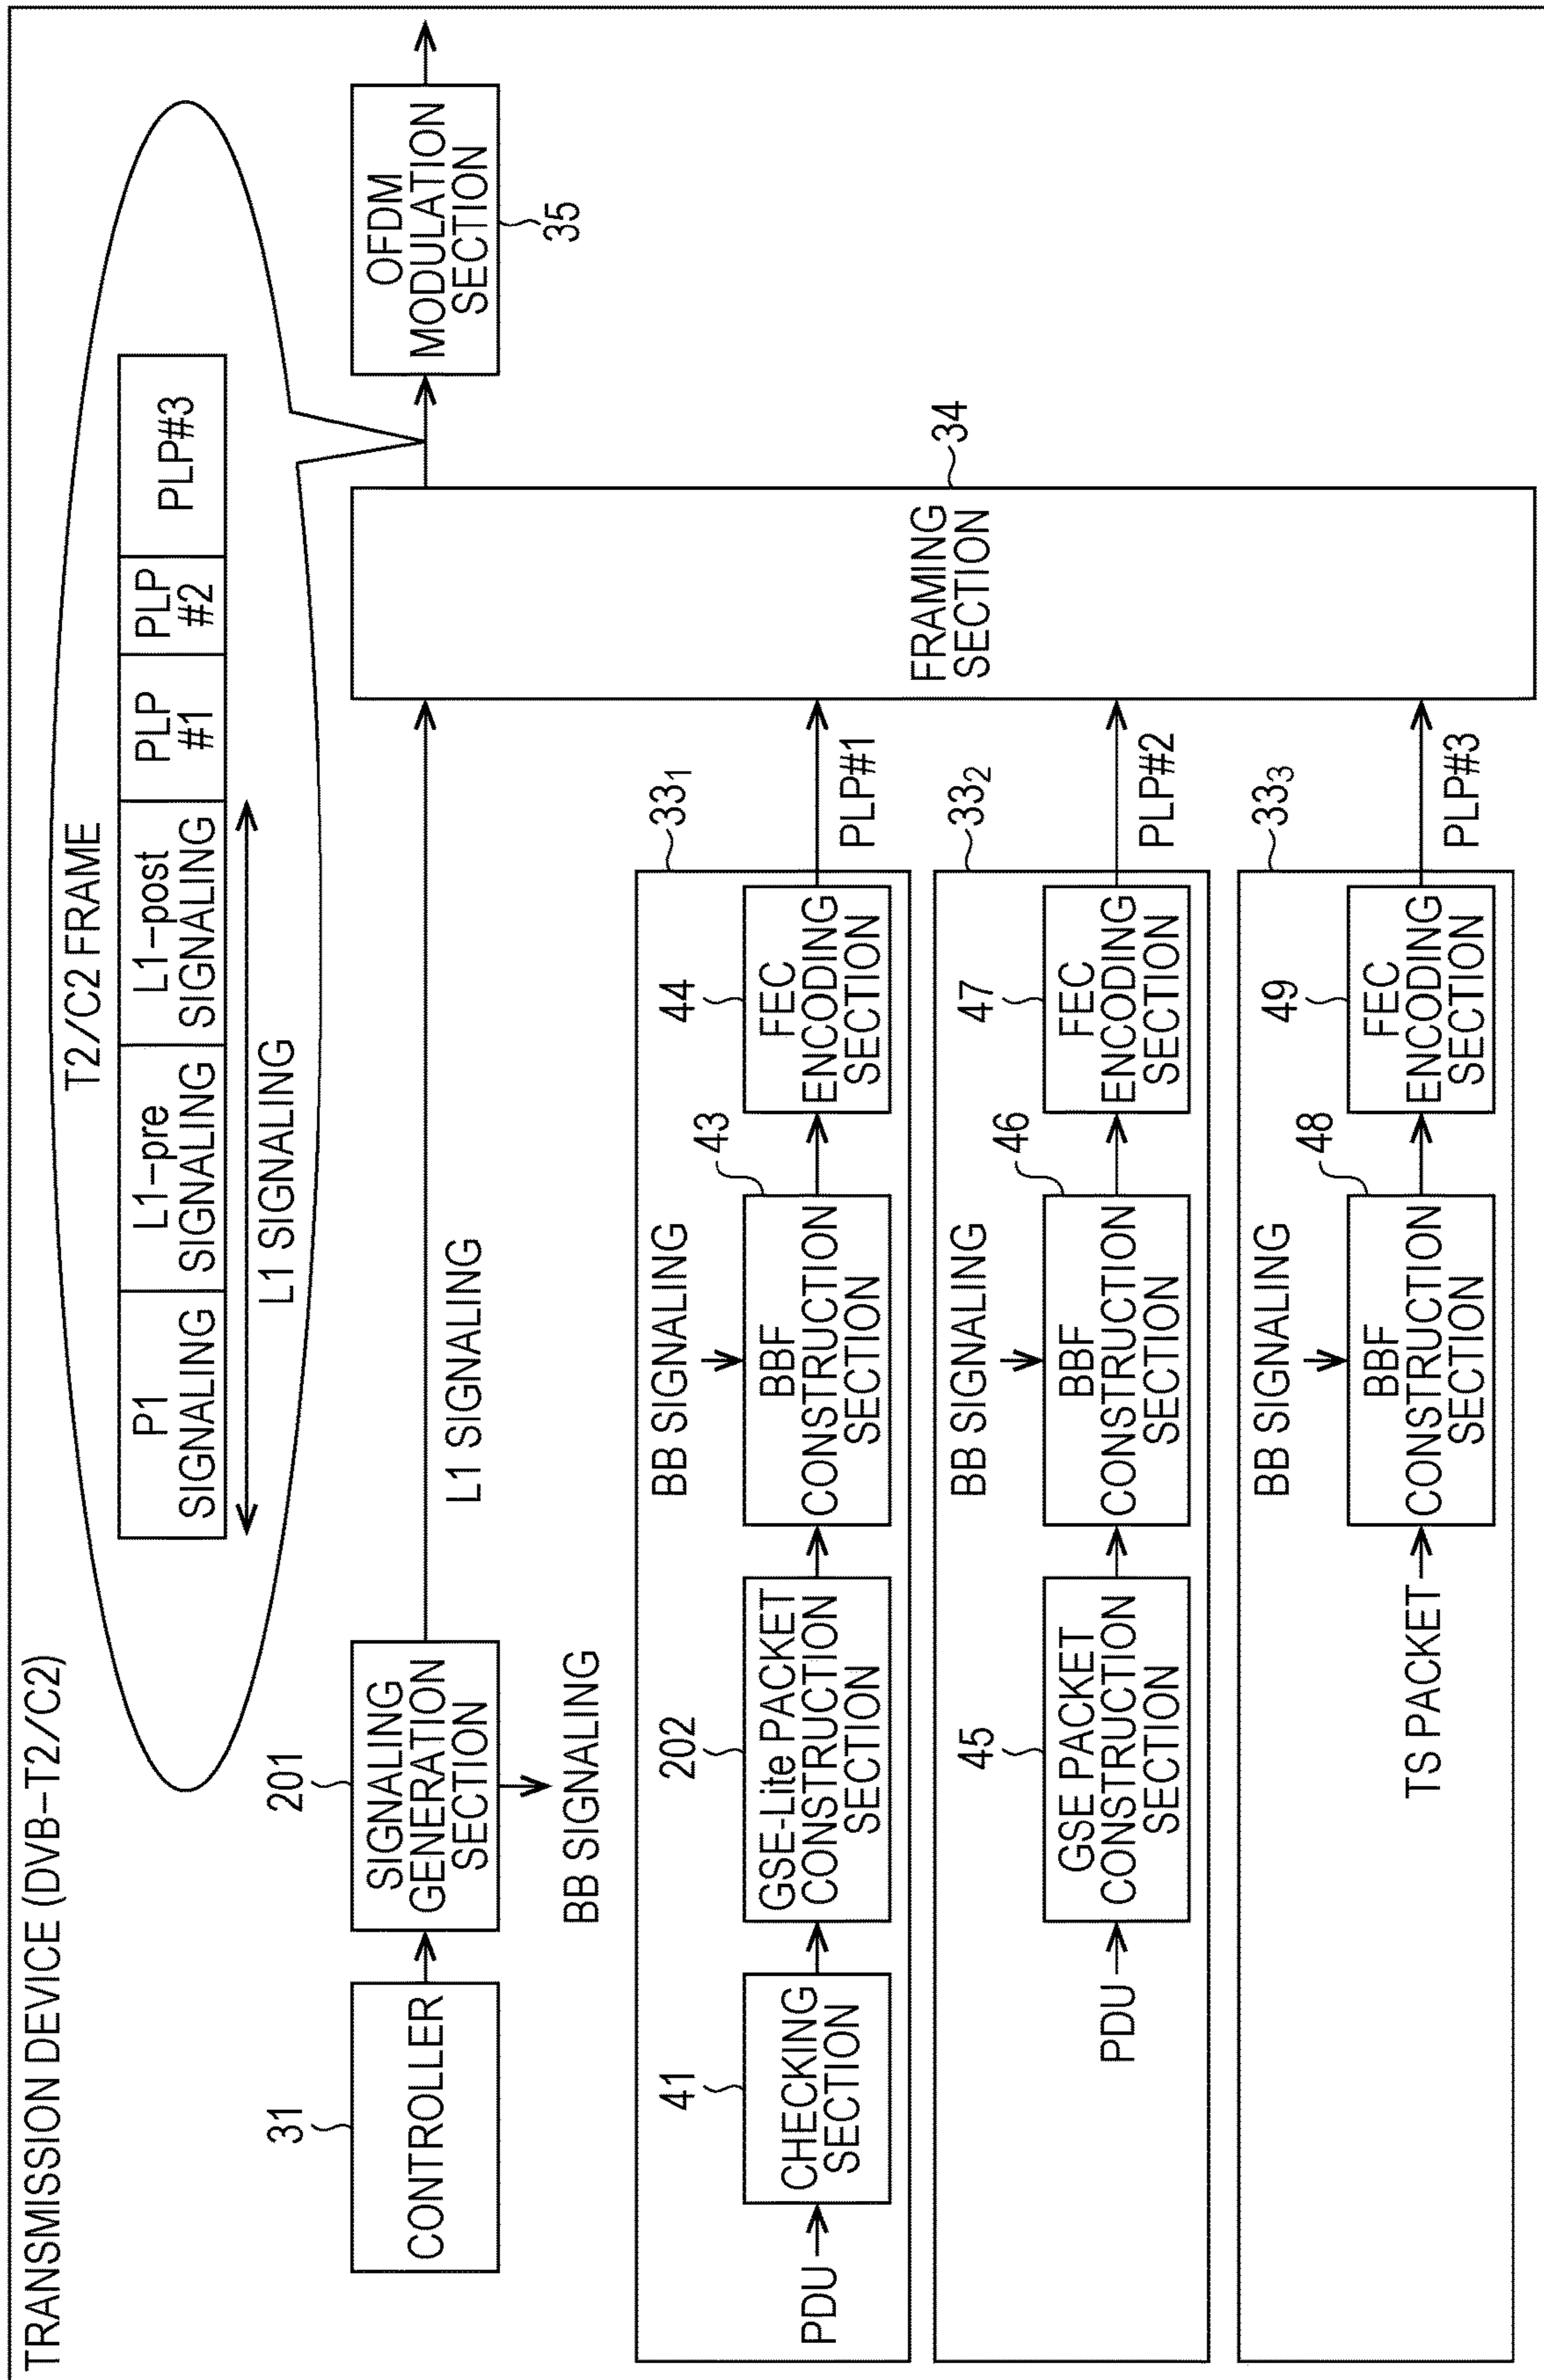 TRANSMISSION DEVICE (DVB-T2/C2)
T2/C2 FRAME
P1
SIGNALING
L1-pre
SIGNALING
L1-post
SIGNALING
PLP
#1
PLP
#2
PLP#3
L1 SIGNALING
31
CONTROLLER
201
SIGNALING
GENERATION
SECTION
L1 SIGNALING
BB SIGNALING
OFDM
MODULATION
SECTION
35
FRAMING
SECTION
34
33₁
PDU
41
CHECKING
SECTION
202
GSE-Lite PACKET
CONSTRUCTION
SECTION
BB SIGNALING
43
BBF
CONSTRUCTION
SECTION
44
FEC
ENCODING
SECTION
PLP#1
33₂
PDU
45
GSE PACKET
CONSTRUCTION
SECTION
BB SIGNALING
46
BBF
CONSTRUCTION
SECTION
47
FEC
ENCODING
SECTION
PLP#2
33₃
TS PACKET
BB SIGNALING
48
BBF
CONSTRUCTION
SECTION
49
FEC
ENCODING
SECTION
PLP#3